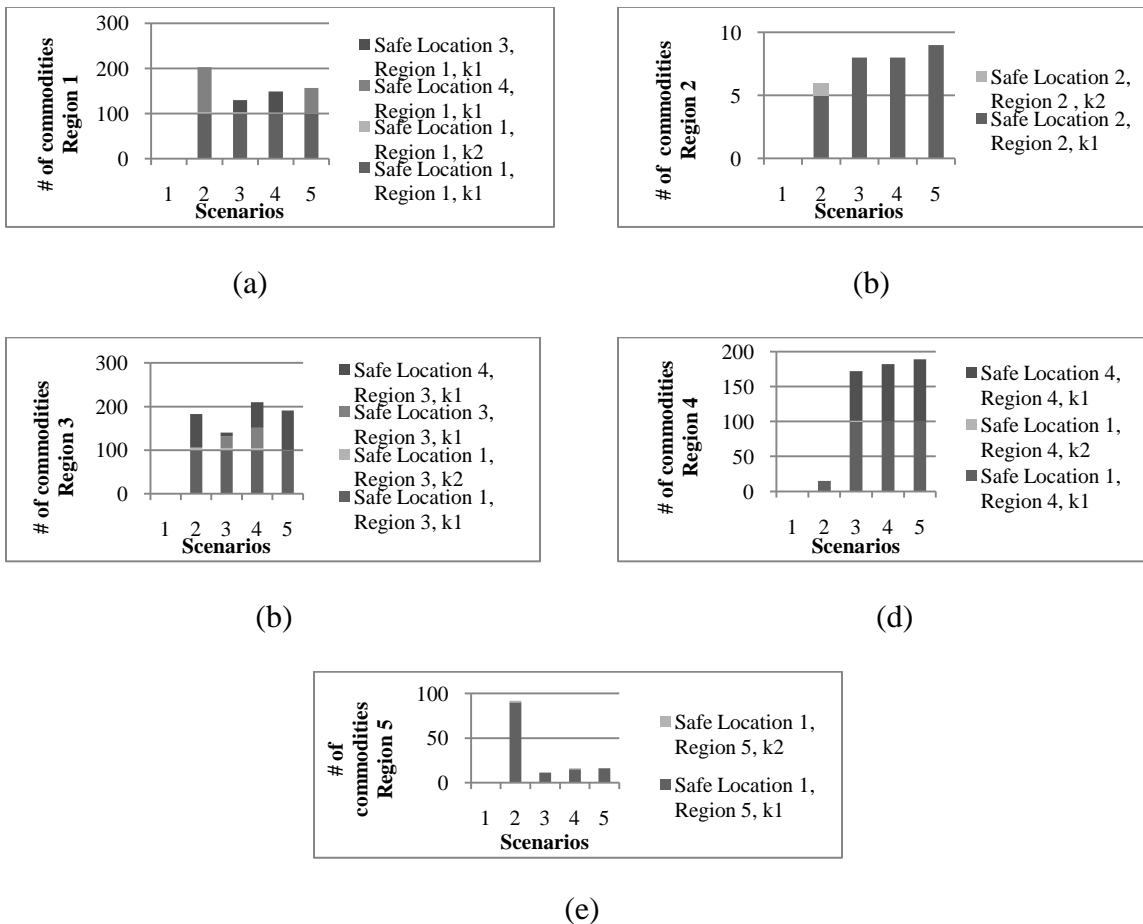 # of commodities
Region 1
300
200
100
0
1 2 3 4 5
Scenarios
Safe Location 3,
Region 1, k1
Safe Location 4,
Region 1, k1
Safe Location 1,
Region 1, k2
Safe Location 1,
Region 1, k1
(a)
# of commodities
Region 2
10
5
0
1 2 3 4 5
Scenarios
Safe Location 2,
Region 2 , k2
Safe Location 2,
Region 2, k1
(b)
# of commodities
Region 3
300
200
100
0
1 2 3 4 5
Scenarios
Safe Location 4,
Region 3, k1
Safe Location 3,
Region 3, k1
Safe Location 1,
Region 3, k2
Safe Location 1,
Region 3, k1
(b)
# of commodities
Region 4
200
150
100
50
0
1 2 3 4 5
Scenarios
Safe Location 4,
Region 4, k1
Safe Location 1,
Region 4, k2
Safe Location 1,
Region 4, k1
(d)
# of
commodities
Region 5
100
50
0
1 2 3 4 5
Scenarios
Safe Location 1,
Region 5, k2
Safe Location 1,
Region 5, k1
(e)